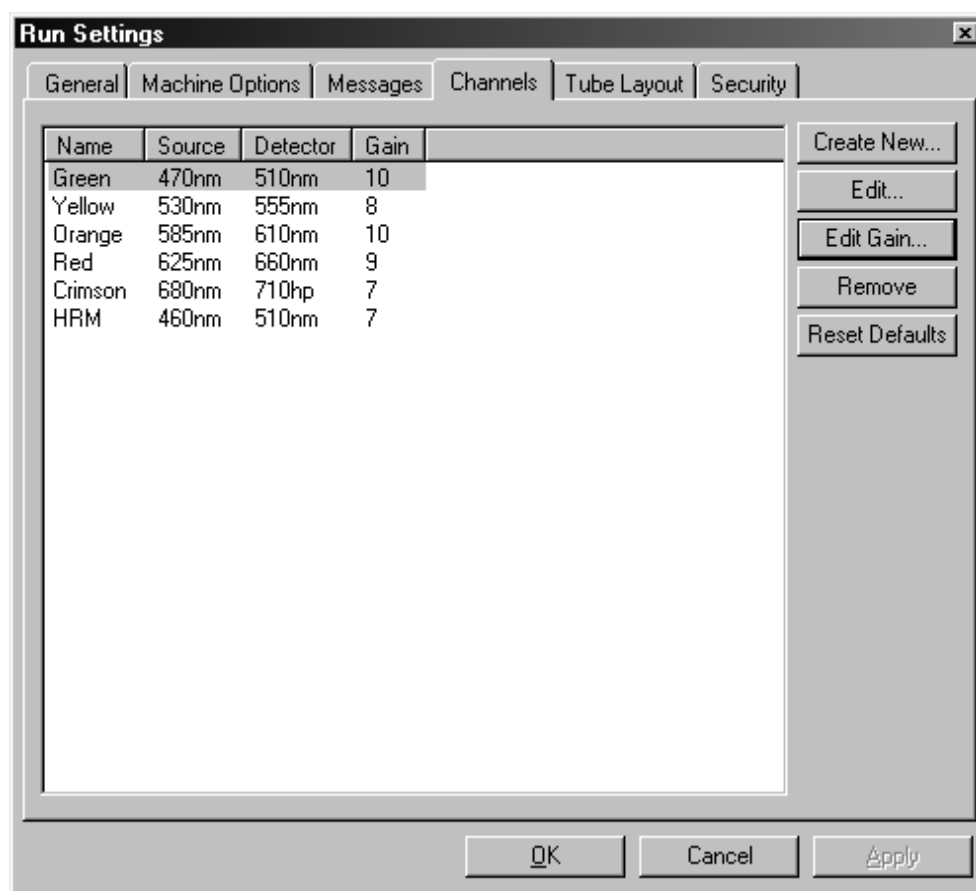 Run Settings
General Machine Options Messages Channels Tube Layout Security
Name Source Detector Gain
Green 470nm 510nm 10
Yellow 530nm 555nm 8
Orange 585nm 610nm 10
Red 625nm 660nm 9
Crimson 680nm 710hp 7
HRM 460nm 510nm 7
Create New...
Edit...
Edit Gain...
Remove
Reset Defaults
OK Cancel Apply